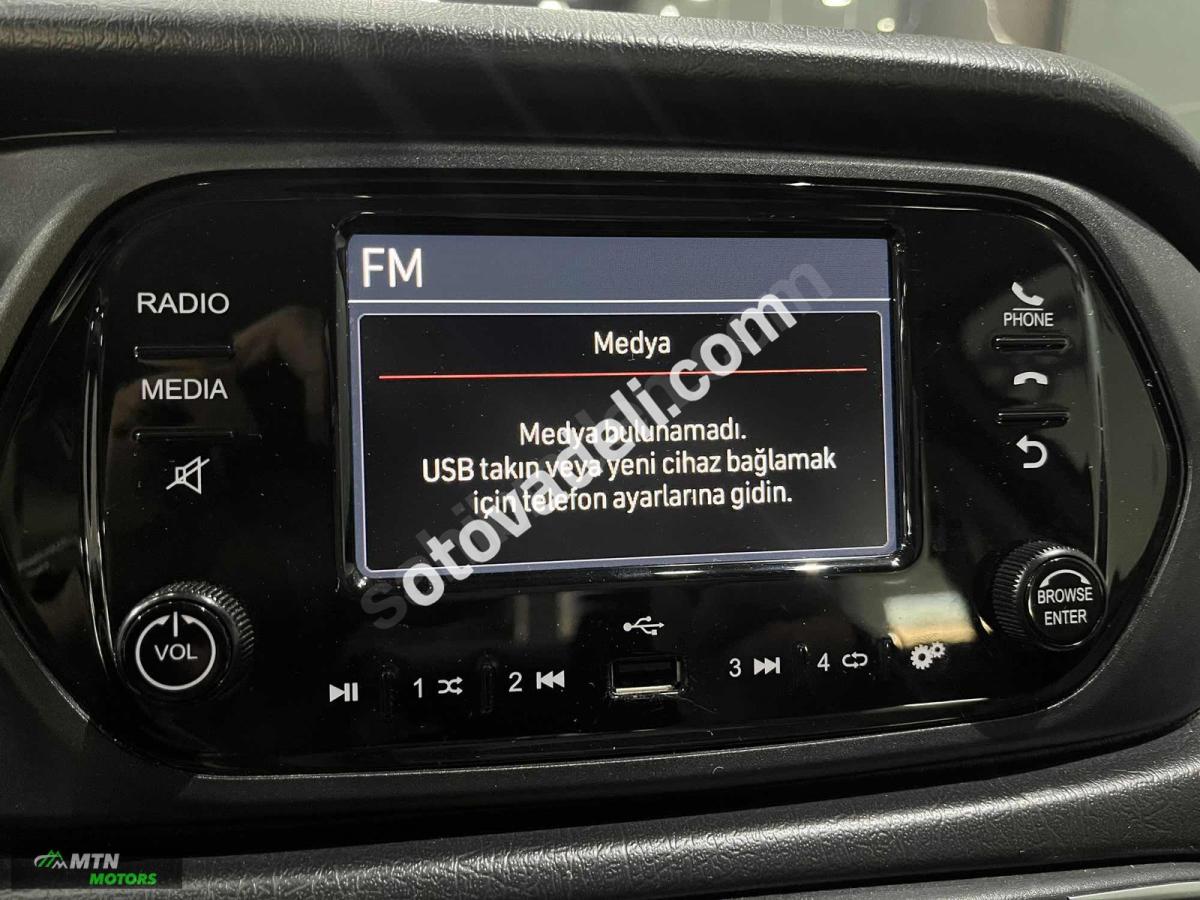 FM
Medya
Medya bulunamadı.
USB takın veya yeni cihaz bağlamak
için telefon ayarlarına gidin.
RADIO
MEDIA
VOL
PHONE
BROWSE
ENTER
1
2
3
4
otovadeli.com
MTN
MOTORS